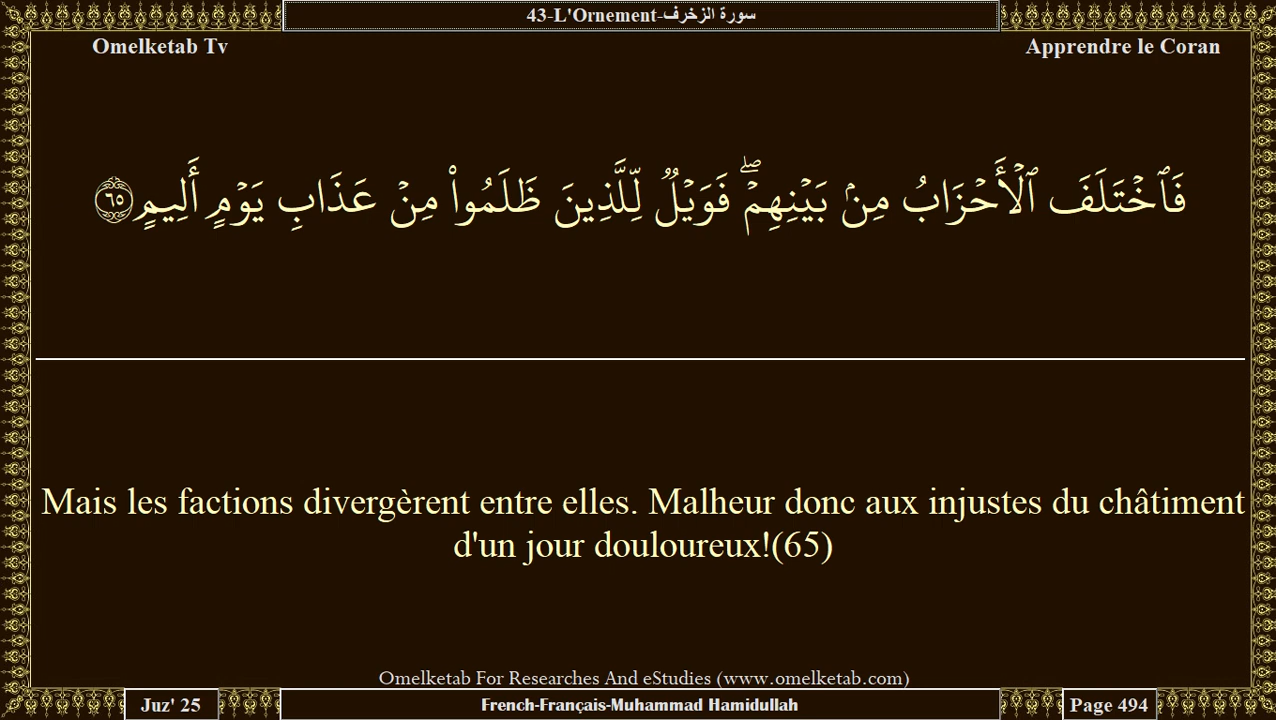 43-L'Ornement-سورة الزخرف
Omelketab Tv
Apprendre le Coran
فَٱخْتَلَفَ ٱلْأَحْزَابُ مِنۢ بَيْنِهِمْ ۖ فَوَيْلٌ لِّلَّذِينَ ظَلَمُوا۟ مِنْ عَذَابِ يَوْمٍ أَلِيمٍ ٦٥
Mais les factions divergèrent entre elles. Malheur donc aux injustes du châtiment
d'un jour douloureux!(65)
Omelketab For Researches And eStudies (www.omelketab.com)
Juz' 25
French-Français-Muhammad Hamidullah
Page 494